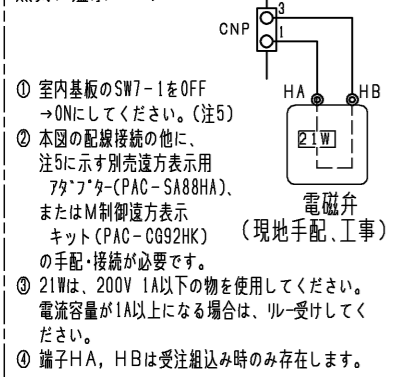 3
CNP
1
HA
HB
21W
電磁弁
(現地手配、工事)
① 室内基板のSW7-1をOFF
→ONにしてください。(注5)
② 本図の配線接続の他に、
注5に示す別売遠方表示用
アダプター(PAC-SA88HA)、
またはM制御遠方表示
キット(PAC-CG92HK)
の手配・接続が必要です。
③ 21Wは、200V 1A以下の物を使用してください。
電流容量が1A以上になる場合は、リレー受けしてく
ださい。
④ 端子HA, HBは受注組込み時のみ存在します。